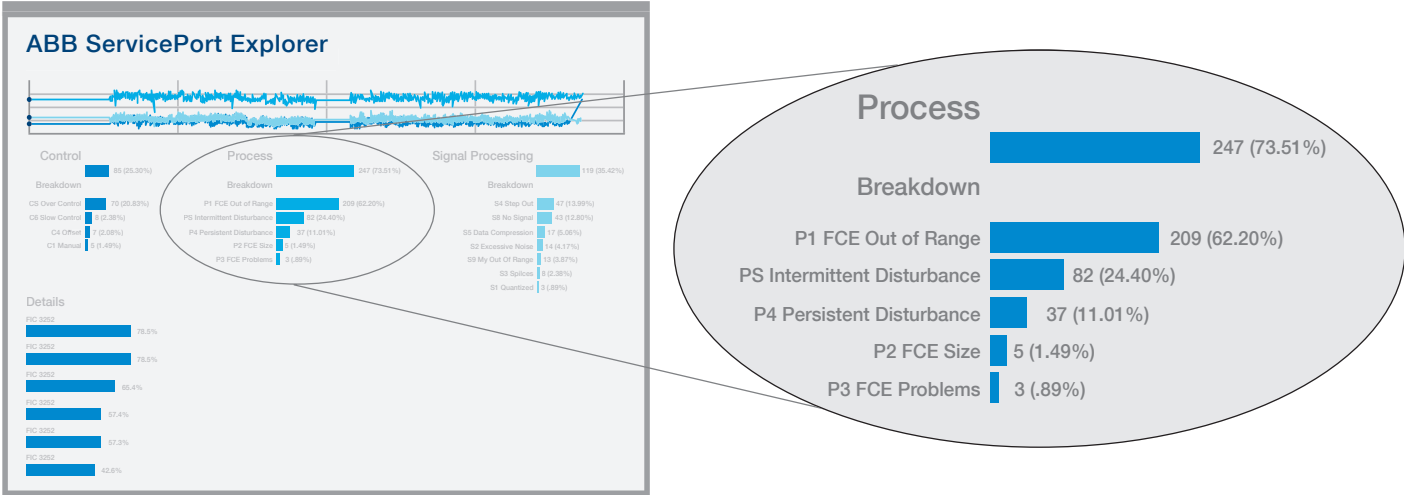 ABB ServicePort Explorer
Control
85 (25.30%)
Breakdown
CS Over Control 70 (20.83%)
C6 Slow Control 8 (2.38%)
C4 Offset 7 (2.08%)
C1 Manual 5 (1.49%)
Process
247 (73.51%)
Breakdown
P1 FCE Out of Range 209 (62.20%)
PS Intermittent Disturbance 82 (24.40%)
P4 Persistent Disturbance 37 (11.01%)
P2 FCE Size 5 (1.49%)
P3 FCE Problems 3 (.89%)
Signal Processing
119 (35.42%)
Breakdown
S4 Step Out 47 (13.99%)
S8 No Signal 43 (12.80%)
S5 Data Compression 17 (5.06%)
S2 Excessive Noise 14 (4.17%)
S9 My Out Of Range 13 (3.87%)
S3 Splices 8 (2.38%)
S1 Quantized 3 (.89%)
Details
FIC 3252
78.5%
FIC 3252
78.5%
FIC 3252
65.4%
FIC 3252
57.4%
FIC 3252
57.3%
FIC 3252
42.6%
Process
247 (73.51%)
Breakdown
P1 FCE Out of Range 209 (62.20%)
PS Intermittent Disturbance 82 (24.40%)
P4 Persistent Disturbance 37 (11.01%)
P2 FCE Size 5 (1.49%)
P3 FCE Problems 3 (.89%)